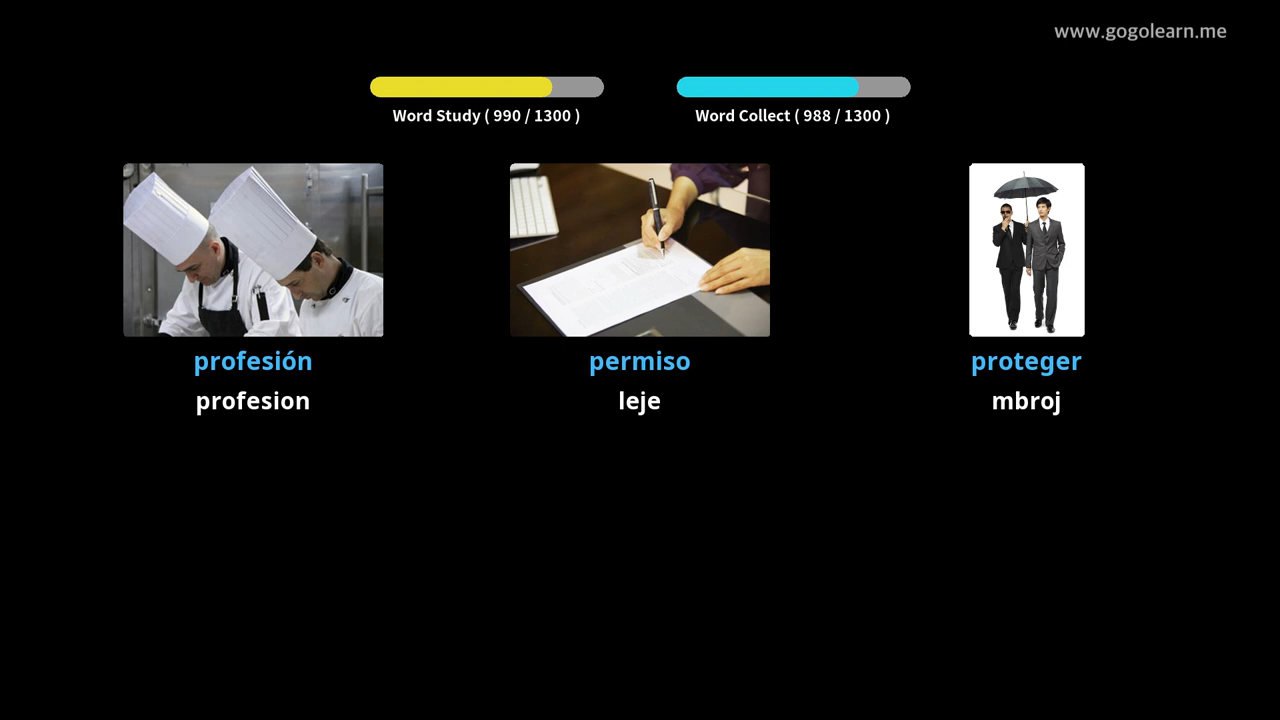 www.gogolearn.me
Word Study ( 990 / 1300 )
Word Collect ( 988 / 1300 )
profesión
permiso
proteger
profesion
leje
mbroj